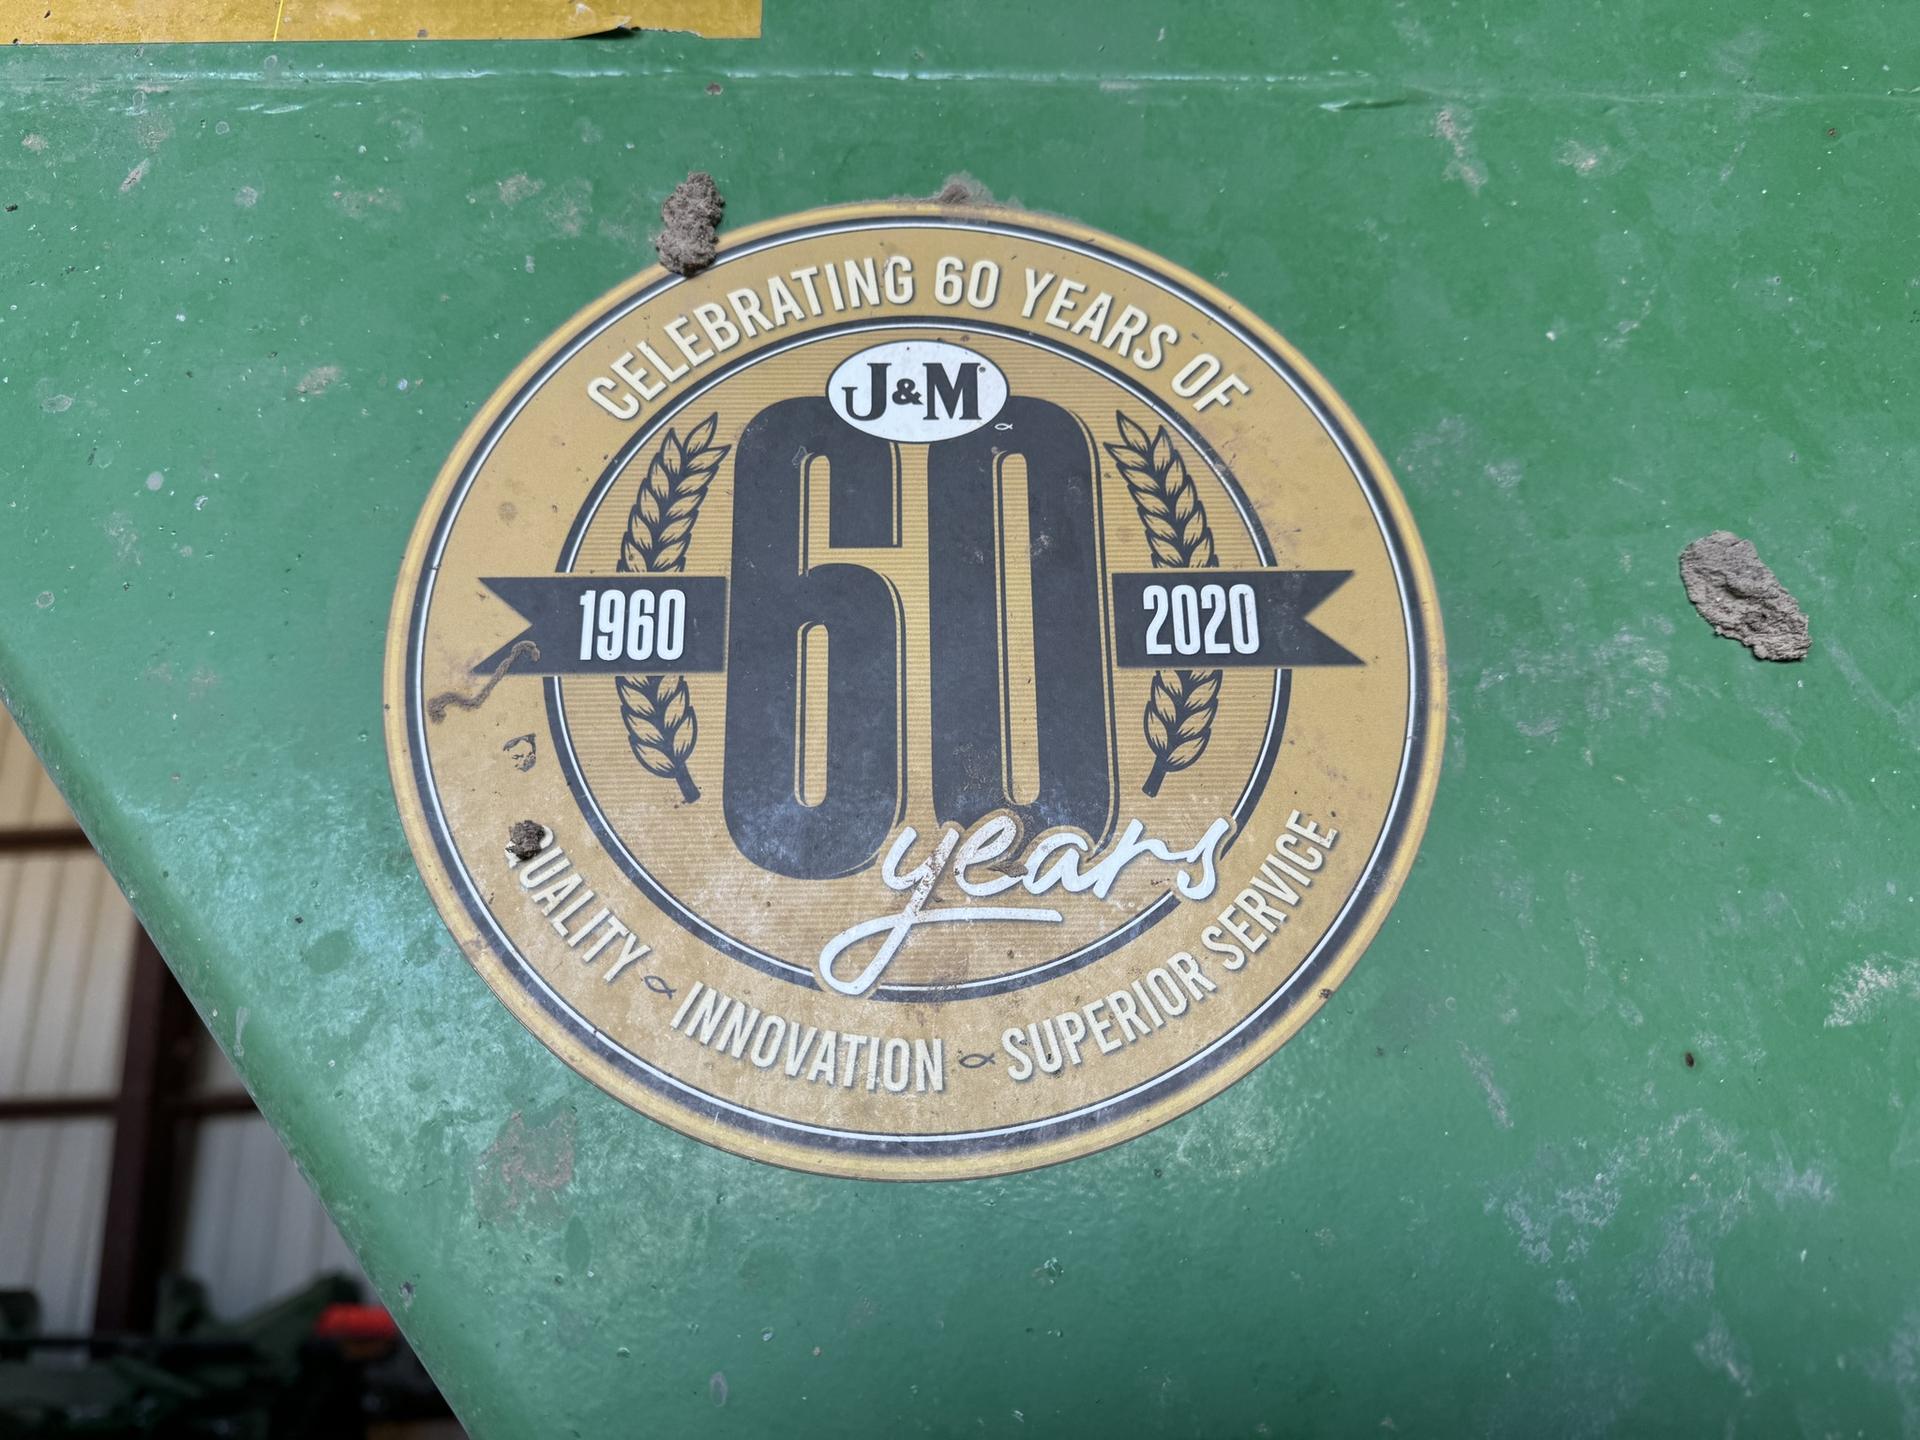 CELEBRATING 60 YEARS OF
J&M®
60
1960
2020
years
QUALITY INNOVATION SUPERIOR SERVICE